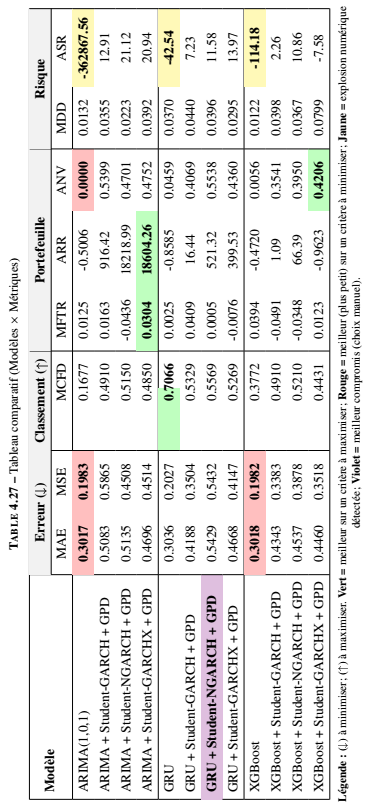 TABLE 4.27 – Tableau comparatif (Modèles × Métriques)
Modèle Erreur (↓) Classement (↑) Portefeuille Risque
MAE MSE MCFD MFTR ARR ANV MDD ASR
ARIMA(1,0,1) 0.3017 0.1983 0.1677 0.0125 -0.5006 0.0000 0.0132 -362867.56
ARIMA + Student-GARCH + GPD 0.5083 0.5865 0.4910 0.0163 916.42 0.5399 0.0355 12.91
ARIMA + Student-NGARCH + GPD 0.5135 0.4508 0.5150 -0.0436 18218.99 0.4701 0.0223 21.12
ARIMA + Student-GARCHX + GPD 0.4696 0.4514 0.4850 0.0304 18604.26 0.4752 0.0392 20.94
GRU 0.3036 0.2027 0.7066 0.0025 -0.8585 0.0459 0.0370 -42.54
GRU + Student-GARCH + GPD 0.4188 0.3504 0.5329 0.0409 16.44 0.4069 0.0440 7.23
GRU + Student-NGARCH + GPD 0.5429 0.5432 0.5569 0.0005 521.32 0.5538 0.0396 11.58
GRU + Student-GARCHX + GPD 0.4668 0.4147 0.5269 -0.0076 399.53 0.4360 0.0295 13.97
XGBoost 0.3018 0.1982 0.3772 0.0394 -0.4720 0.0056 0.0122 -114.18
XGBoost + Student-GARCH + GPD 0.4343 0.3383 0.4910 -0.0491 1.09 0.3541 0.0398 2.26
XGBoost + Student-NGARCH + GPD 0.4537 0.3878 0.5210 -0.0348 66.39 0.3950 0.0367 10.86
XGBoost + Student-GARCHX + GPD 0.4460 0.3518 0.4431 0.0123 -0.9623 0.4206 0.0799 -7.58
Légende : (↓) à minimiser ; (↑) à maximiser. Vert = meilleur sur un critère à maximiser ; Rouge = meilleur (plus petit) sur un critère à minimiser ; Jaune = explosion numérique
détectée ; Violet = meilleur compromis (choix manuel).